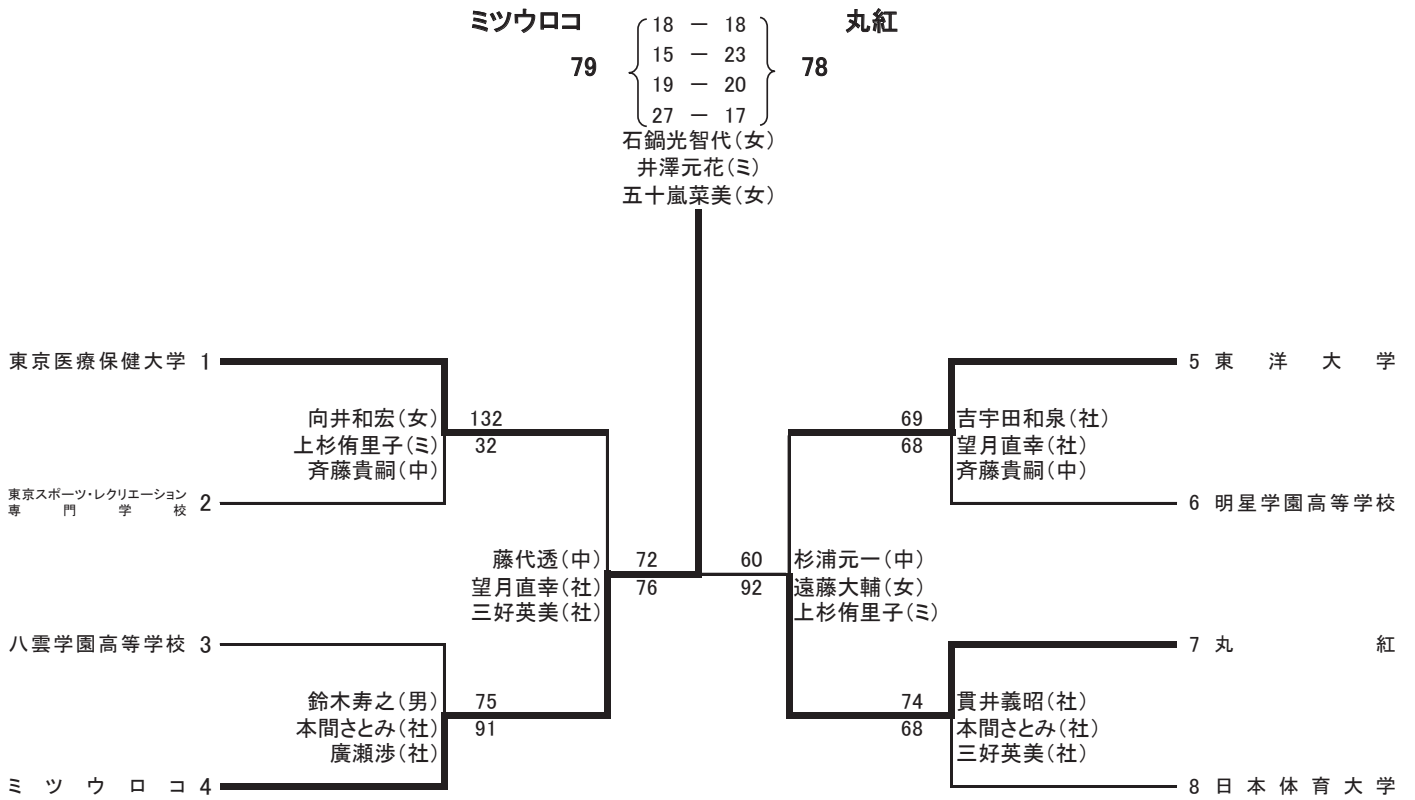 ミツウロコ 79 丸紅 78
18 － 18
15 － 23
19 － 20
27 － 17
石鍋光智代(女)
井澤元花(ミ)
五十嵐菜美(女)
東京医療保健大学 1
向井和宏(女) 132
上杉侑里子(ミ) 32
斉藤貴嗣(中)
東京スポーツ・レクリエーション
専門学校 2
藤代透(中) 72
望月直幸(社) 76
三好英美(社)
八雲学園高等学校 3
鈴木寿之(男) 75
本間さとみ(社) 91
廣瀬渉(社)
ミツウロコ 4
5 東洋大学
69 吉宇田和泉(社)
68 望月直幸(社)
斉藤貴嗣(中)
6 明星学園高等学校
60 杉浦元一(中)
92 遠藤大輔(女)
上杉侑里子(ミ)
7 丸紅
74 貫井義昭(社)
68 本間さとみ(社)
三好英美(社)
8 日本体育大学